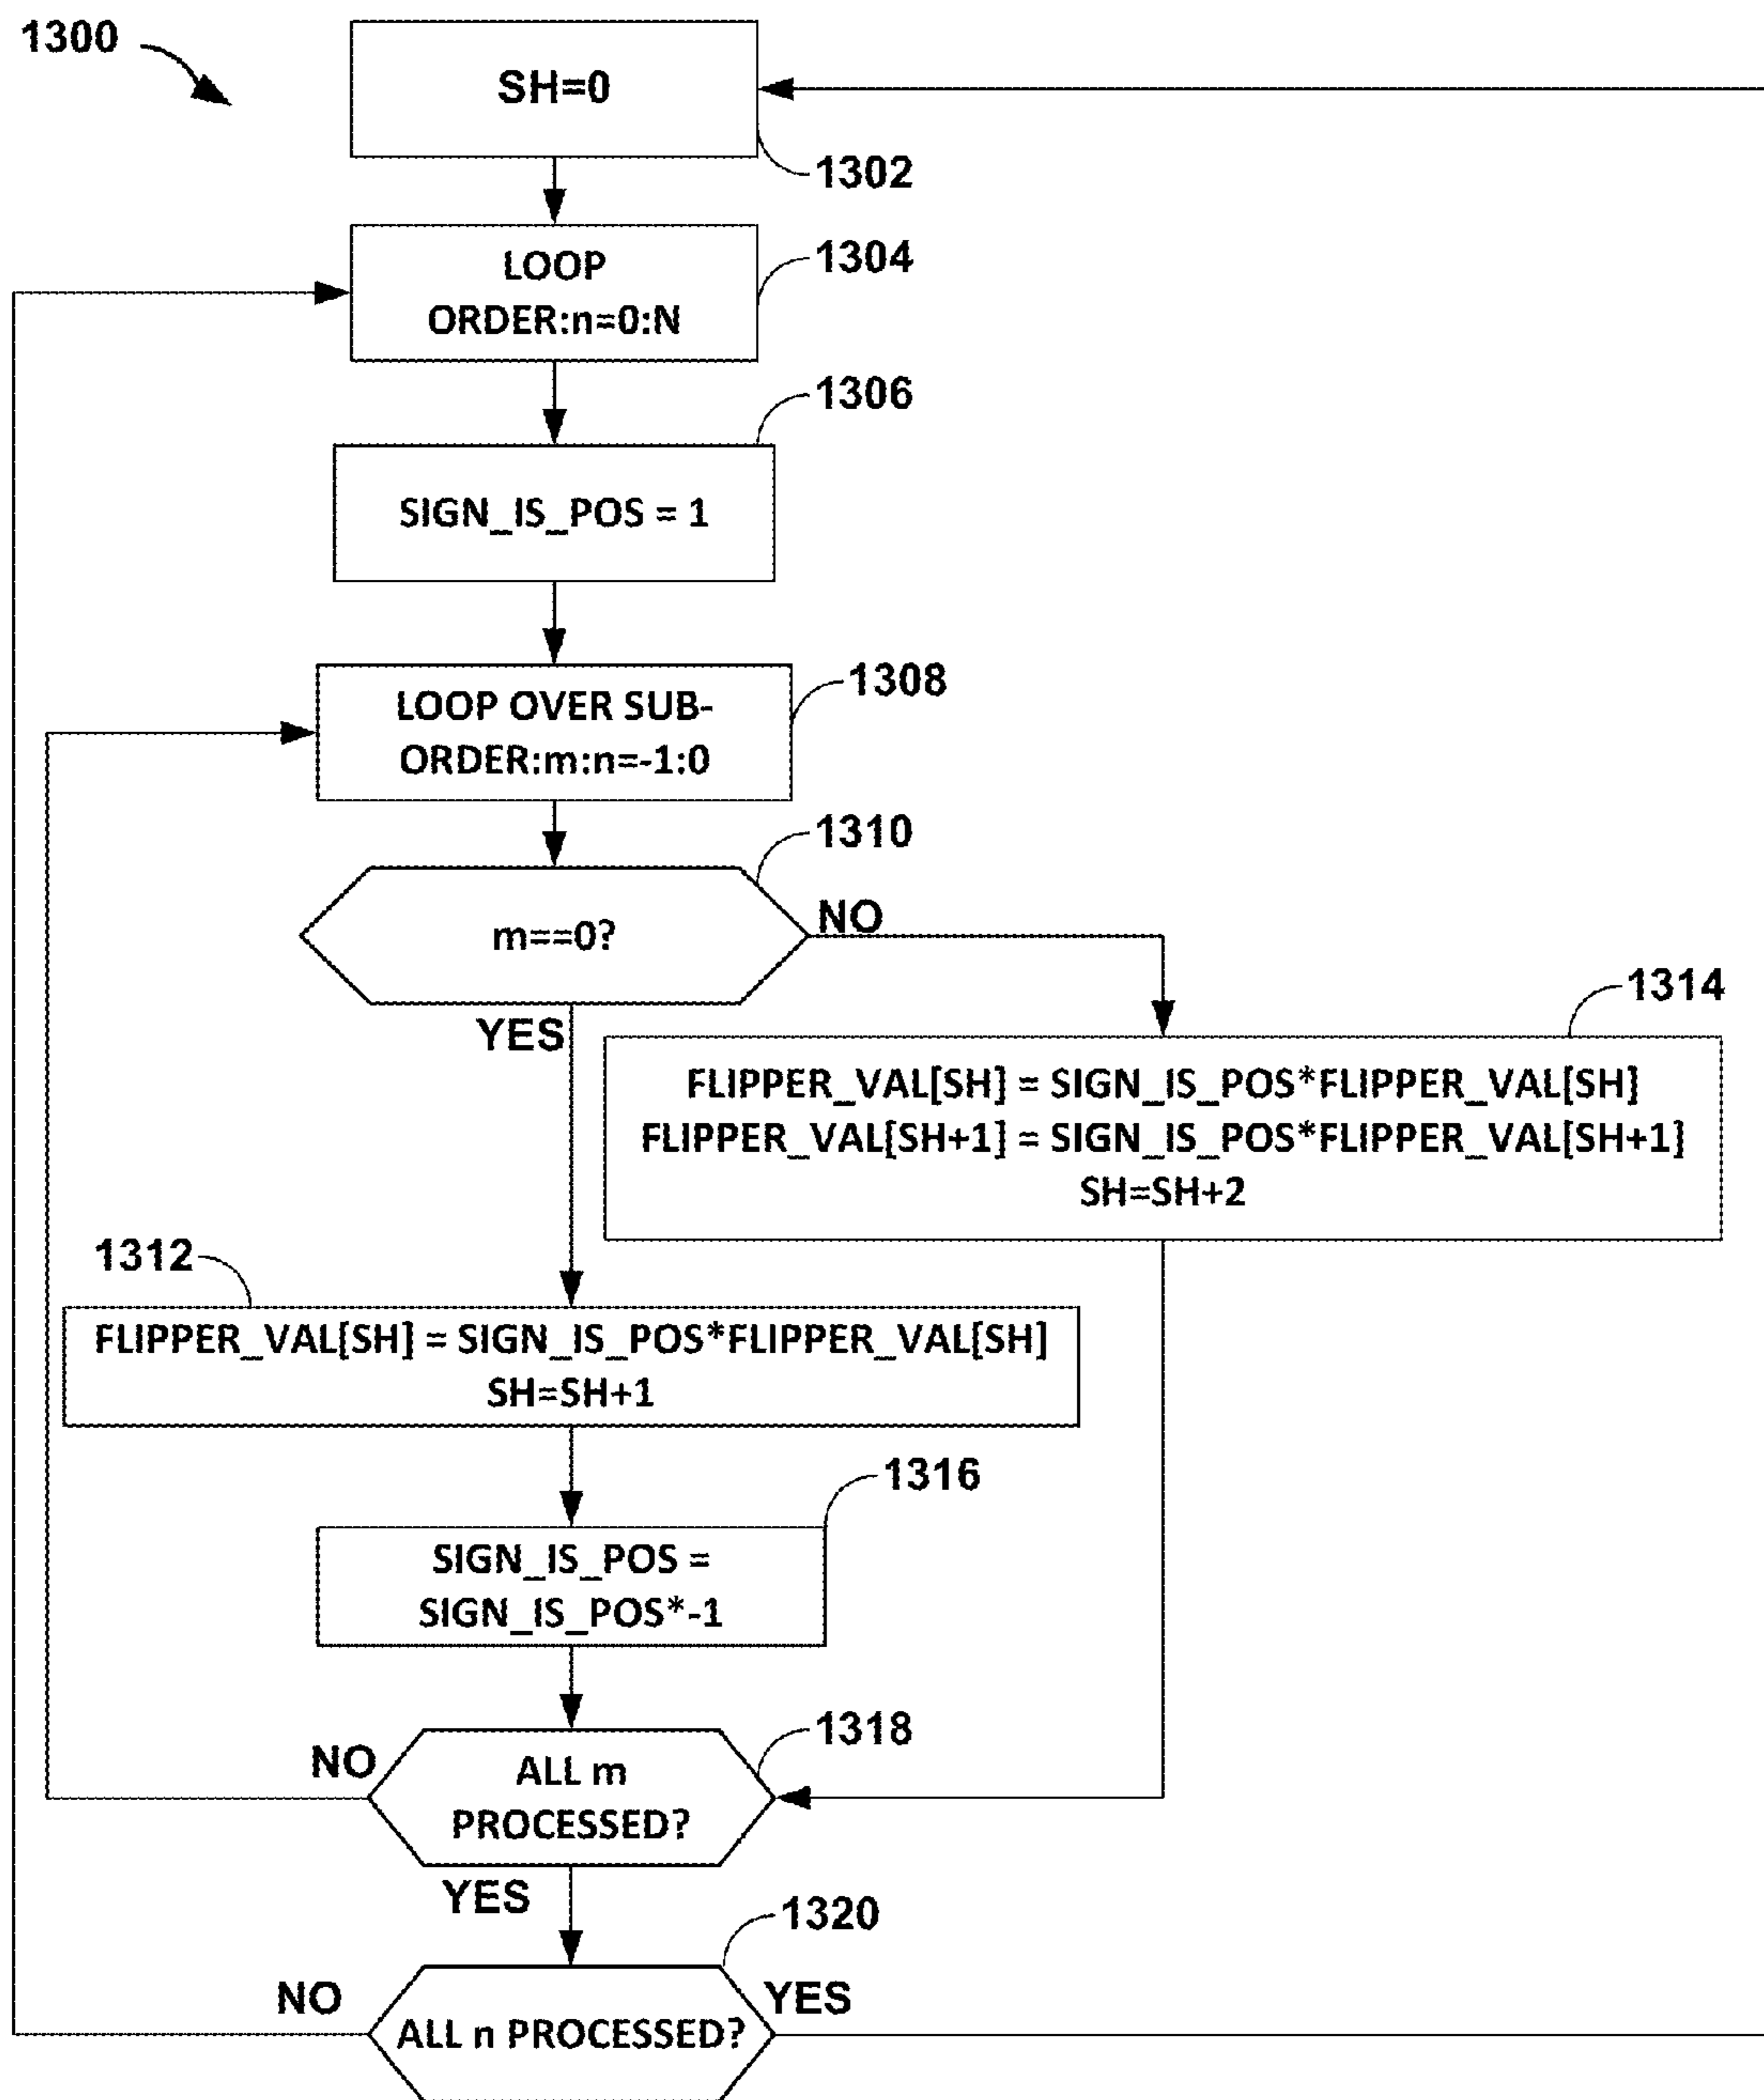 1300
SH=0
1302
LOOP
ORDER:n=0:N
1304
1306
SIGN_IS_POS = 1
LOOP OVER SUB-
ORDER:m:n=-1:0
1308
1310
m==0?
NO
YES
1314
FLIPPER_VAL[SH] = SIGN_IS_POS*FLIPPER_VAL[SH]
FLIPPER_VAL[SH+1] = SIGN_IS_POS*FLIPPER_VAL[SH+1]
SH=SH+2
1312
FLIPPER_VAL[SH] = SIGN_IS_POS*FLIPPER_VAL[SH]
SH=SH+1
1316
SIGN_IS_POS =
SIGN_IS_POS*-1
1318
ALL m
PROCESSED?
NO
YES
1320
ALL n PROCESSED?
NO
YES